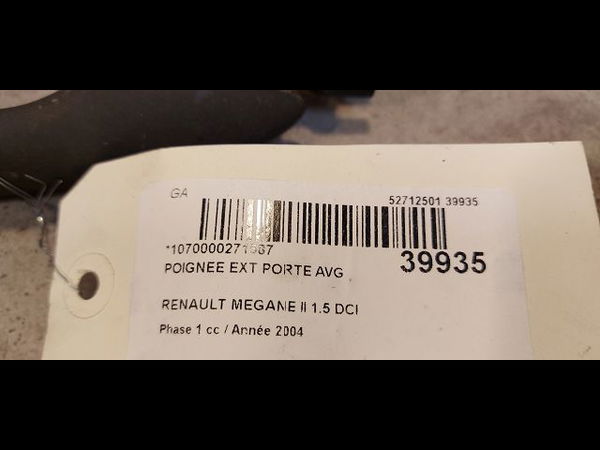 GA
52712501 39935
39935
POIGNEE EXT PORTE AVG
RENAULT MEGANE II 1.5 DCI
Phase 1 cc / Année 2004